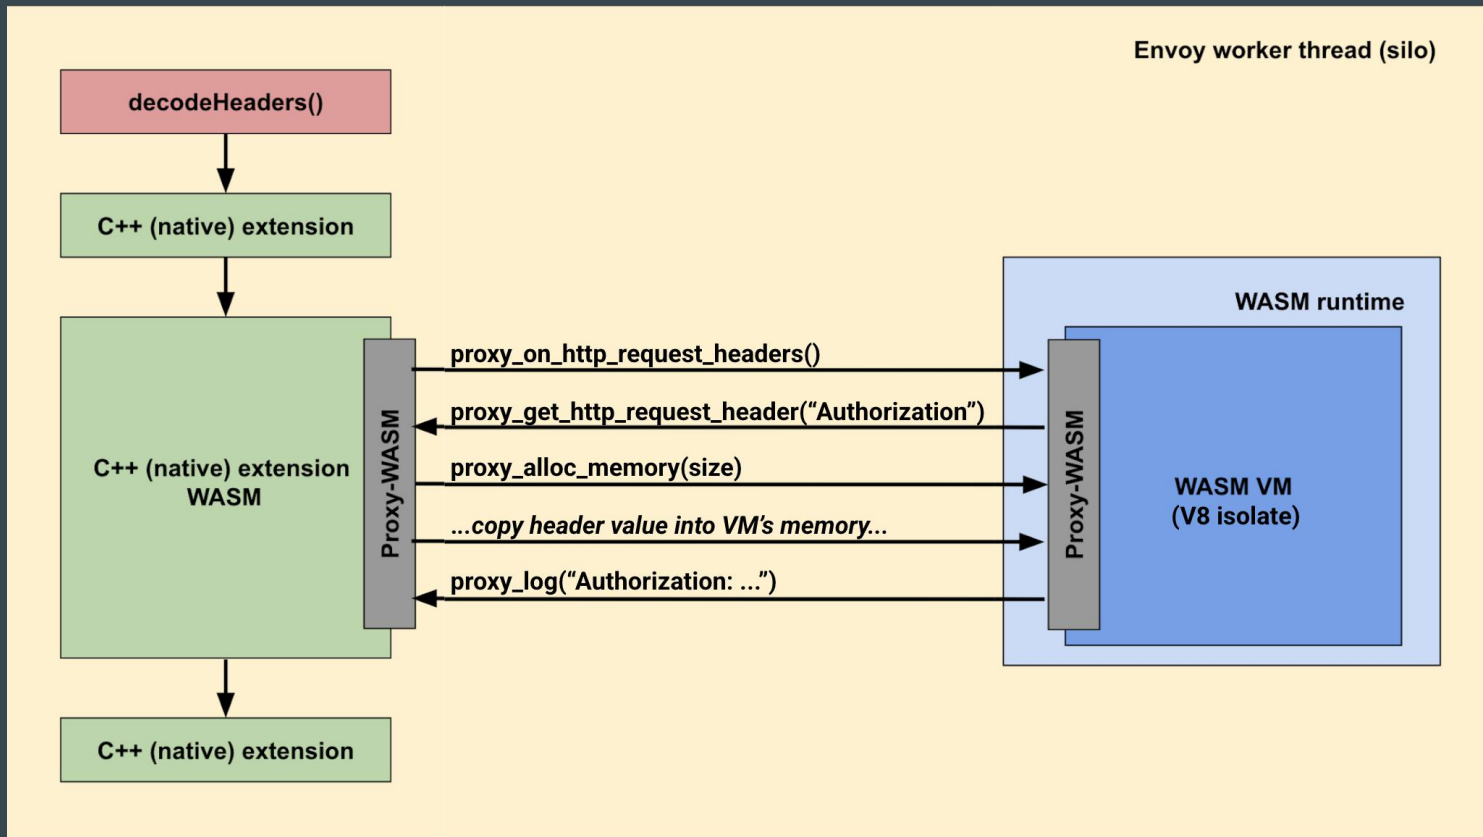 Envoy worker thread (silo)
decodeHeaders()
C++ (native) extension
WASM runtime
proxy_on_http_request_headers()
proxy_get_http_request_header(“Authorization”)
proxy_alloc_memory(size)
...copy header value into VM’s memory...
proxy_log(“Authorization: ...”)
C++ (native) extension
WASM
Proxy-WASM
Proxy-WASM
WASM VM
(V8 isolate)
C++ (native) extension